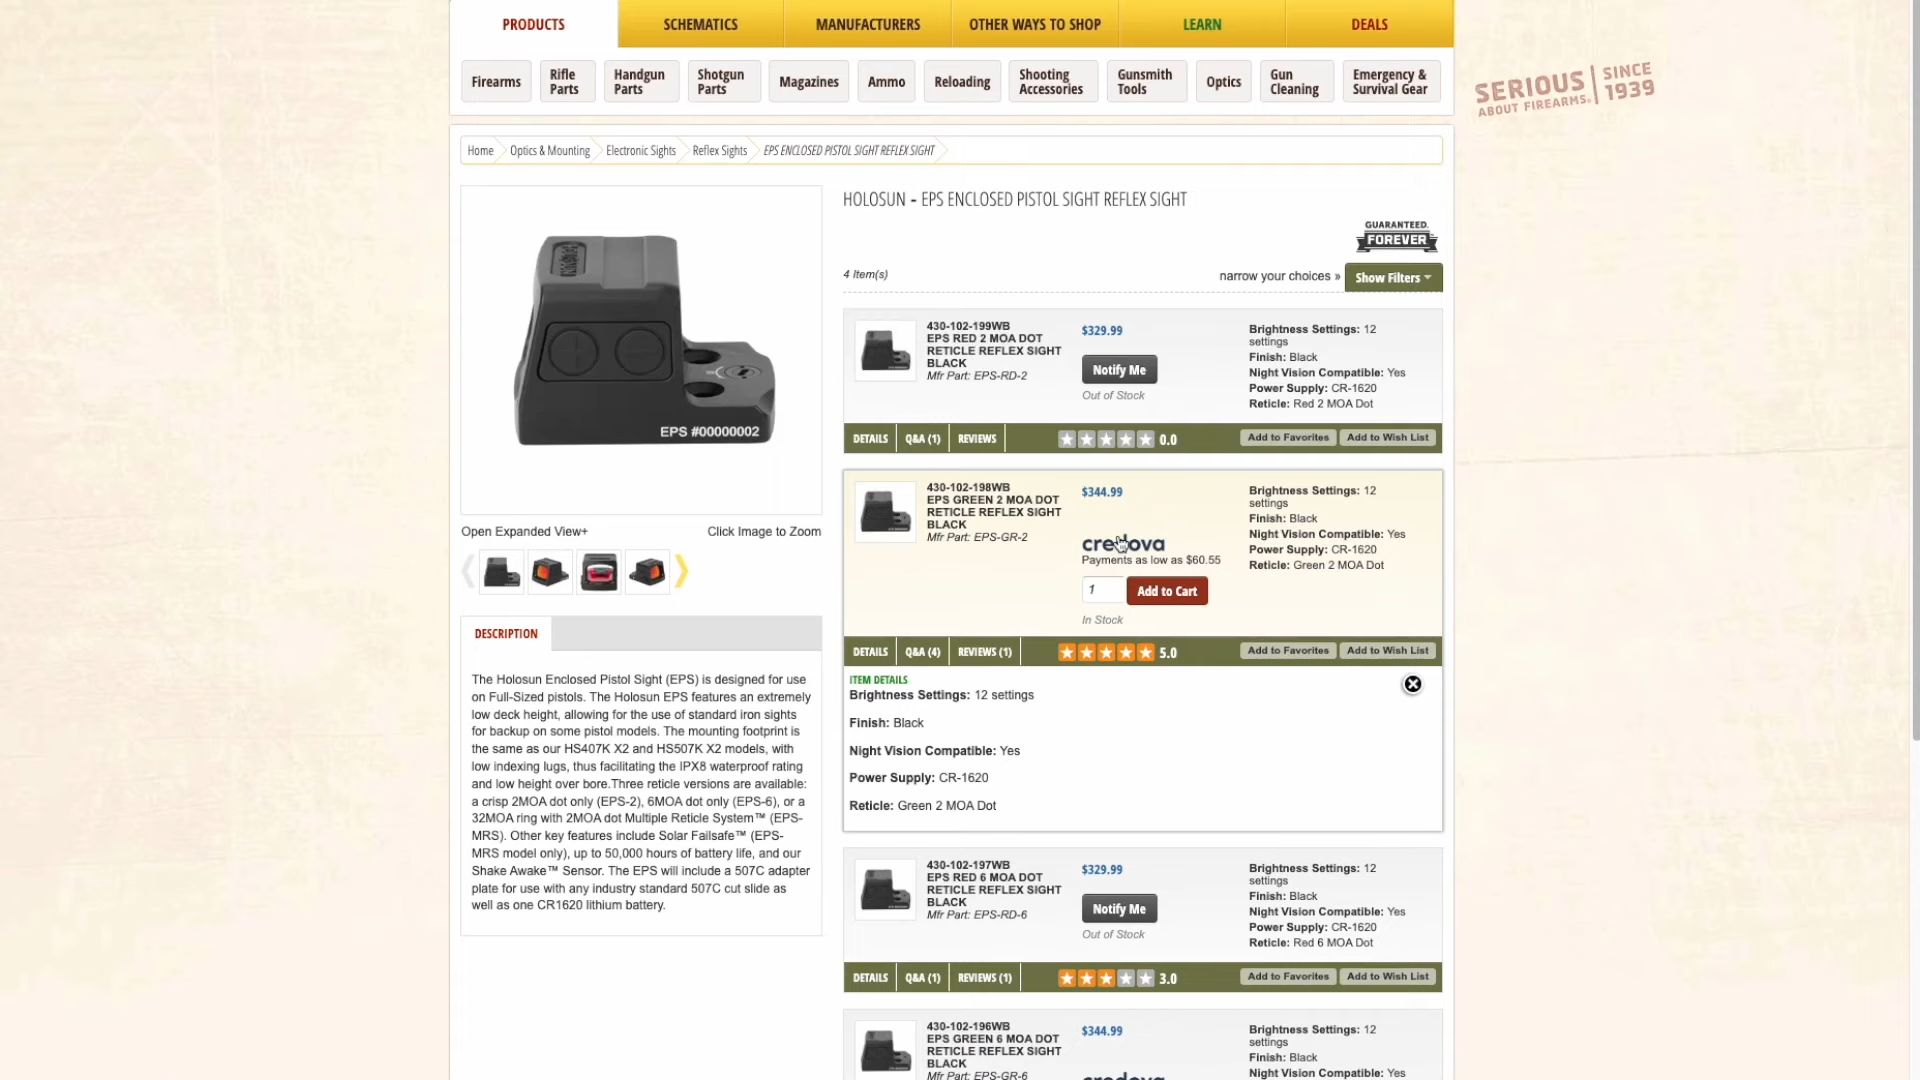 PRODUCTS
SCHEMATICS
MANUFACTURERS
OTHER WAYS TO SHOP
LEARN
DEALS
Firearms
Rifle
Parts
Handgun
Parts
Shotgun
Parts
Magazines
Ammo
Reloading
Shooting
Accessories
Gunsmith
Tools
Optics
Gun
Cleaning
Emergency &
Survival Gear
SERIOUS
ABOUT FIREARMS.
SINCE
1939
Home
Optics & Mounting
Electronic Sights
Reflex Sights
EPS ENCLOSED PISTOL SIGHT REFLEX SIGHT
EPS #00000002
Open Expanded View+
Click Image to Zoom
DESCRIPTION
The Holosun Enclosed Pistol Sight (EPS) is designed for use
on Full-Sized pistols. The Holosun EPS features an extremely
low deck height, allowing for the use of standard iron sights
for backup on some pistol models. The mounting footprint is
the same as our HS407K X2 and HS507K X2 models, with
low indexing lugs, thus facilitating the IPX8 waterproof rating
and low height over bore.Three reticle versions are available:
a crisp 2MOA dot only (EPS-2), 6MOA dot only (EPS-6), or a
32MOA ring with 2MOA dot Multiple Reticle System™ (EPS-
MRS). Other key features include Solar Failsafe™ (EPS-
MRS model only), up to 50,000 hours of battery life, and our
Shake Awake™ Sensor. The EPS will include a 507C adapter
plate for use with any industry standard 507C cut slide as
well as one CR1620 lithium battery.
HOLOSUN - EPS ENCLOSED PISTOL SIGHT REFLEX SIGHT
GUARANTEED.
FOREVER
4 Item(s)
narrow your choices »
Show Filters
430-102-199WB
EPS RED 2 MOA DOT
RETICLE REFLEX SIGHT
BLACK
Mfr Part: EPS-RD-2
$329.99
Notify Me
Out of Stock
Brightness Settings: 12
settings
Finish: Black
Night Vision Compatible: Yes
Power Supply: CR-1620
Reticle: Red 2 MOA Dot
DETAILS
Q&A (1)
REVIEWS
0.0
Add to Favorites
Add to Wish List
430-102-198WB
EPS GREEN 2 MOA DOT
RETICLE REFLEX SIGHT
BLACK
Mfr Part: EPS-GR-2
$344.99
credova
Payments as low as $60.55
1
Add to Cart
In Stock
Brightness Settings: 12
settings
Finish: Black
Night Vision Compatible: Yes
Power Supply: CR-1620
Reticle: Green 2 MOA Dot
DETAILS
Q&A (4)
REVIEWS (1)
5.0
Add to Favorites
Add to Wish List
ITEM DETAILS
Brightness Settings: 12 settings
Finish: Black
Night Vision Compatible: Yes
Power Supply: CR-1620
Reticle: Green 2 MOA Dot
430-102-197WB
EPS RED 6 MOA DOT
RETICLE REFLEX SIGHT
BLACK
Mfr Part: EPS-RD-6
$329.99
Notify Me
Out of Stock
Brightness Settings: 12
settings
Finish: Black
Night Vision Compatible: Yes
Power Supply: CR-1620
Reticle: Red 6 MOA Dot
DETAILS
Q&A (1)
REVIEWS (1)
3.0
Add to Favorites
Add to Wish List
430-102-196WB
EPS GREEN 6 MOA DOT
RETICLE REFLEX SIGHT
BLACK
Mfr Part: EPS-GR-6
$344.99
credova
Brightness Settings: 12
settings
Finish: Black
Night Vision Compatible: Yes